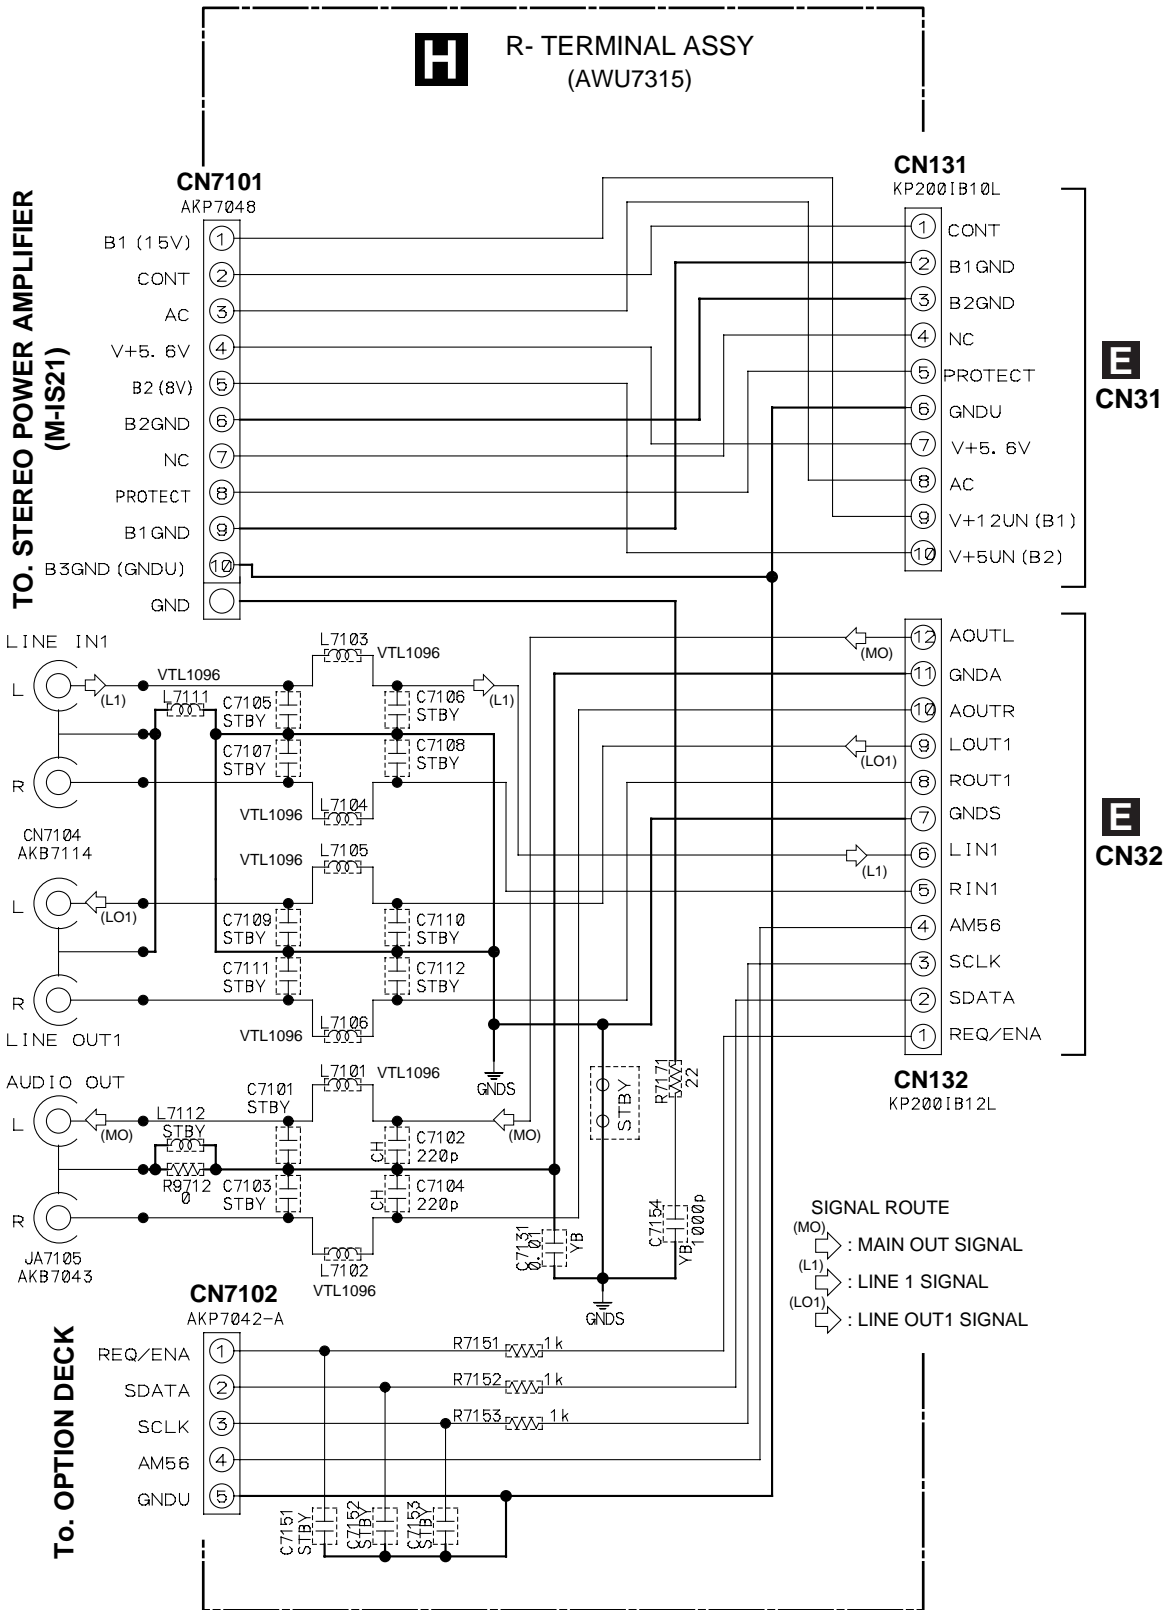 H
R- TERMINAL ASSY
(AWU7315)
TO. STEREO POWER AMPLIFIER
(M-IS21)
CN7101
AKP7048
B1 (15V) 1
CONT 2
AC 3
V+5. 6V 4
B2 (8V) 5
B2GND 6
NC 7
PROTECT 8
B1GND 9
B3GND (GNDU) 10
GND
CN131
KP200IB10L
1 CONT
2 B1GND
3 B2GND
4 NC
5 PROTECT
6 GNDU
7 V+5. 6V
8 AC
9 V+12UN (B1)
10 V+5UN (B2)
E
CN31
LINE IN1
L
(L1)
R
CN7104
AKB7114
L
(LO1)
R
LINE OUT1
VTL1096
L7111
L7103
VTL1096
C7105
STBY
C7106
STBY
(L1)
C7107
STBY
C7108
STBY
VTL1096
L7104
VTL1096
L7105
C7109
STBY
C7110
STBY
C7111
STBY
C7112
STBY
VTL1096
L7106
GNDS
12 AOUTL
(MO)
11 GNDA
10 AOUTR
9 LOUT1
(LO1)
8 ROUT1
7 GNDS
6 LIN1
(L1)
5 RIN1
4 AM56
3 SCLK
2 SDATA
1 REQ/ENA
CN132
KP200IB12L
E
CN32
AUDIO OUT
L
(MO)
R
JA7105
AKB7043
L7112
STBY
R9712
0
C7101
STBY
L7101
VTL1096
CH
C7102
220p
(MO)
C7103
STBY
CH
C7104
220p
L7102
VTL1096
STBY
R7171
22
C7131
0.01
YB
C7154
1000p
YB
GNDS
SIGNAL ROUTE
(MO)
: MAIN OUT SIGNAL
(L1)
: LINE 1 SIGNAL
(LO1)
: LINE OUT1 SIGNAL
To. OPTION DECK
CN7102
AKP7042-A
REQ/ENA 1
SDATA 2
SCLK 3
AM56 4
GNDU 5
R7151 1k
R7152 1k
R7153 1k
C7151
STBY
C7152
STBY
C7153
STBY